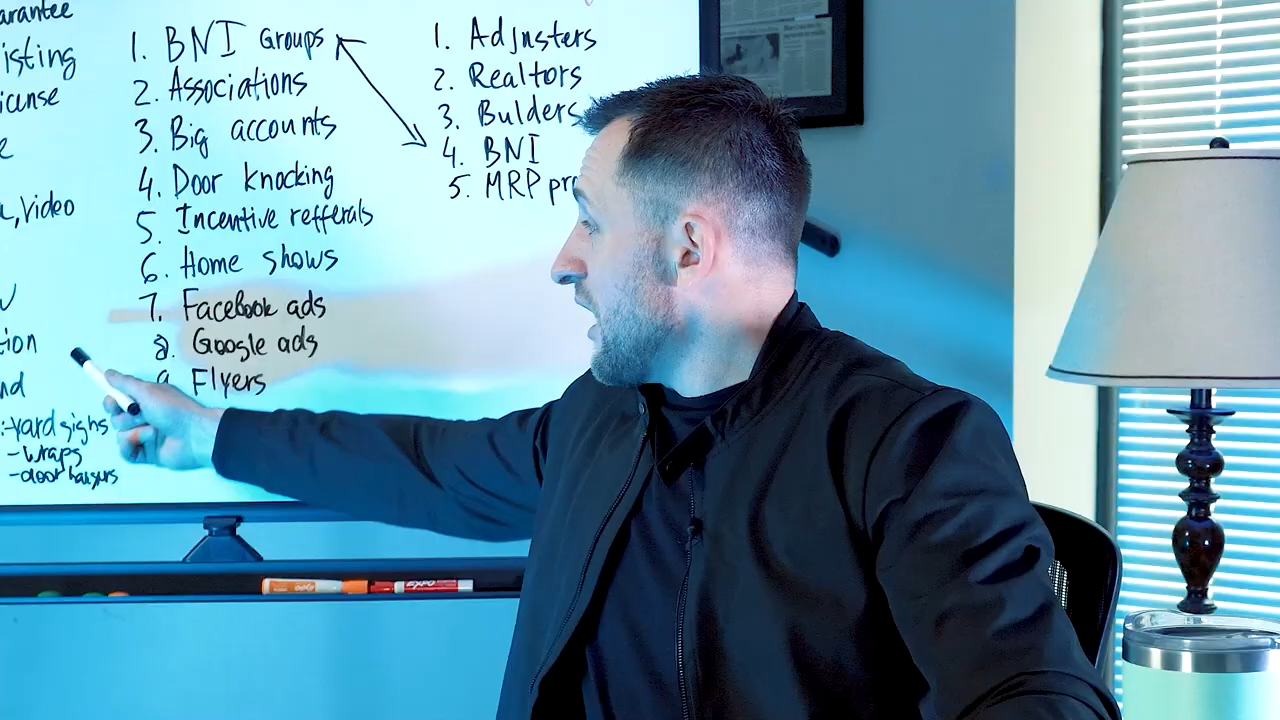 arantee
isting
icense
e
, Video
tion
nd
:-yard signs
- wraps
- door hangers
1. BNI Groups
2. Associations
3. Big accounts
4. Door knocking
5. Incentive refferals
6. Home shows
7. Facebook ads
8. Google ads
9. Flyers
1. Adjusters
2. Realtors
3. Bulders
4. BNI
5. MRP pr
EXPO